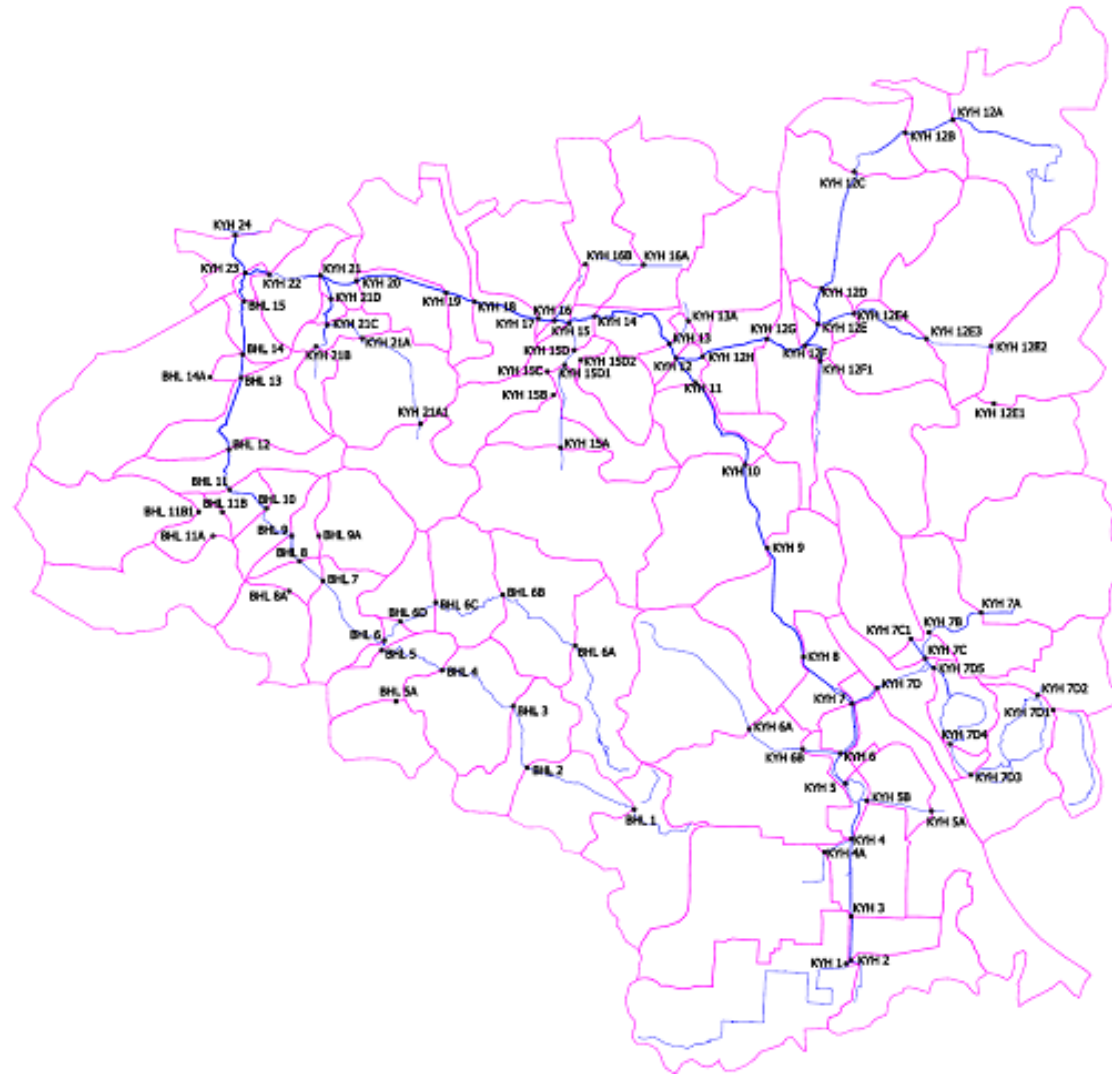 KYH 12A
KYH 12B
KYH 12C
KYH 24
KYH 16B
KYH 16A
KYH 23
KYH 22
KYH 21
KYH 20
KYH 21D
KYH 19
KYH 18
KYH 12D
BHL 15
KYH 16
KYH 17
KYH 15
KYH 14
KYH 13A
KYH 12E4
KYH 21C
KYH 12G
KYH 12E
KYH 12E3
KYH 21A
KYH 13
BHL 14
KYH 21B
KYH 15D
KYH 15D2
KYH 12
KYH 12H
KYH 12F
KYH 12E2
BHL 14A
BHL 13
KYH 15C
KYH 15D1
KYH 11
KYH 12F1
KYH 15B
KYH 21A1
KYH 12E1
BHL 12
KYH 15A
KYH 10
BHL 11
BHL 11B
BHL 10
BHL 11B1
BHL 9
BHL 11A
BHL 9A
BHL 8
KYH 9
BHL 7
BHL 8A
BHL 6B
BHL 6C
KYH 7A
BHL 6D
KYH 7B
KYH 7C1
BHL 6
BHL 5
BHL 6A
KYH 7C
KYH 8
KYH 7D5
BHL 4
KYH 7D
BHL 5A
KYH 7D2
KYH 7
BHL 3
KYH 7D1
KYH 6A
KYH 7D4
KYH 6B
KYH 6
BHL 2
KYH 7D3
KYH 5
KYH 5B
BHL 1
KYH 5A
KYH 4
KYH 4A
KYH 3
KYH 1
KYH 2